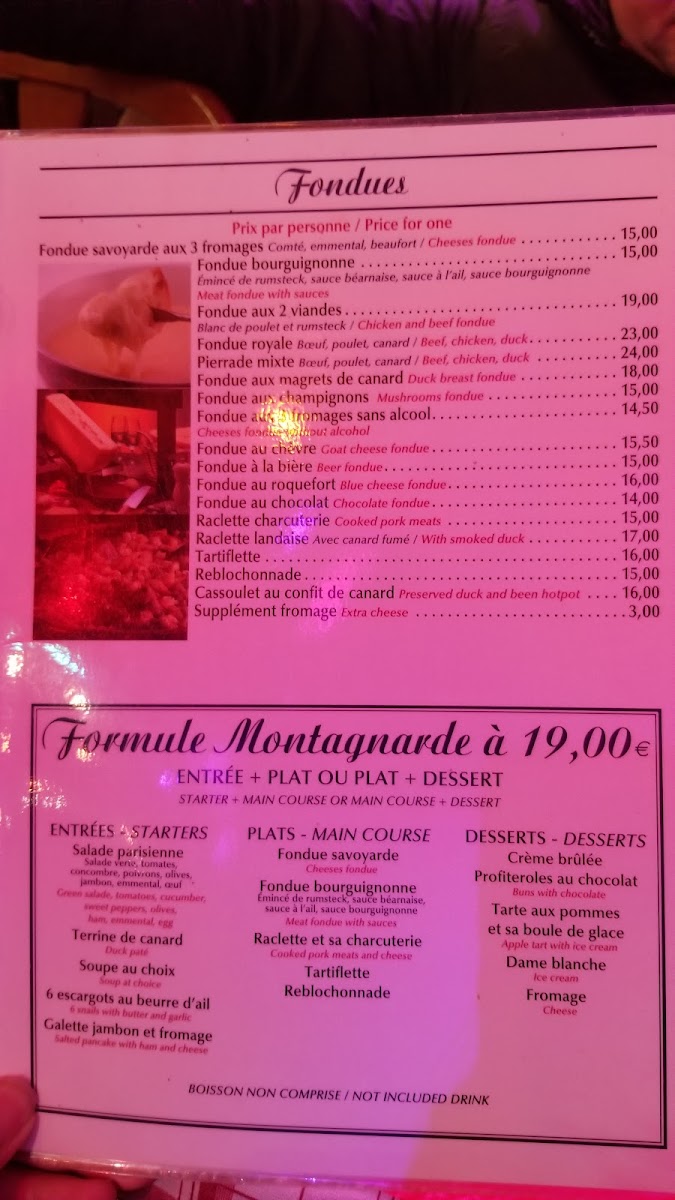 Fondues
Prix par personne / Price for one
Fondue savoyarde aux 3 fromages Comté, emmental, beaufort / Cheeses fondue ............ 15,00
Fondue bourguignonne .................................... 15,00
Émincé de rumsteck, sauce béarnaise, sauce à l'ail, sauce bourguignonne
Meat fondue with sauces
Fondue aux 2 viandes...................................... 19,00
Blanc de poulet et rumsteck / Chicken and beef fondue
Fondue royale Bœuf, poulet, canard / Beef, chicken, duck............. 23,00
Pierrade mixte Bœuf, poulet, canard / Beef, chicken, duck ........... 24,00
Fondue aux magrets de canard Duck breast fondue ............... 18,00
Fondue aux champignons Mushrooms fondue .................. 15,00
Fondue aux 3 fromages sans alcool.......................... 14,50
Cheeses fondue without alcohol
Fondue au chèvre Goat cheese fondue.......................... 15,50
Fondue à la bière Beer fondue................................ 15,00
Fondue au roquefort Blue cheese fondue........................ 16,00
Fondue au chocolat Chocolate fondue.......................... 14,00
Raclette charcuterie Cooked pork meats ........................ 15,00
Raclette landaise Avec canard fumé / With smoked duck ............. 17,00
Tartiflette ................................................ 16,00
Reblochonnade............................................ 15,00
Cassoulet au confit de canard Preserved duck and been hotpot .... 16,00
Supplément fromage Extra cheese ............................ 3,00
Formule Montagnarde à 19,00€
ENTRÉE + PLAT OU PLAT + DESSERT
STARTER + MAIN COURSE OR MAIN COURSE + DESSERT
ENTRÉES - STARTERS
Salade parisienne
Salade verte, tomates,
concombre, poivrons, olives,
jambon, emmental, œuf
Green salade, tomatoes, cucumber,
sweet peppers, olives,
ham, emmental, egg
Terrine de canard
Duck paté
Soupe au choix
Soup at choice
6 escargots au beurre d'ail
6 snails with butter and garlic
Galette jambon et fromage
Salted pancake with ham and cheese
PLATS - MAIN COURSE
Fondue savoyarde
Cheeses fondue
Fondue bourguignonne
Émincé de rumsteck, sauce béarnaise,
sauce à l'ail, sauce bourguignonne
Meat fondue with sauces
Raclette et sa charcuterie
Cooked pork meats and cheese
Tartiflette
Reblochonnade
DESSERTS - DESSERTS
Crème brûlée
Profiteroles au chocolat
Buns with chocolate
Tarte aux pommes
et sa boule de glace
Apple tart with ice cream
Dame blanche
Ice cream
Fromage
Cheese
BOISSON NON COMPRISE / NOT INCLUDED DRINK